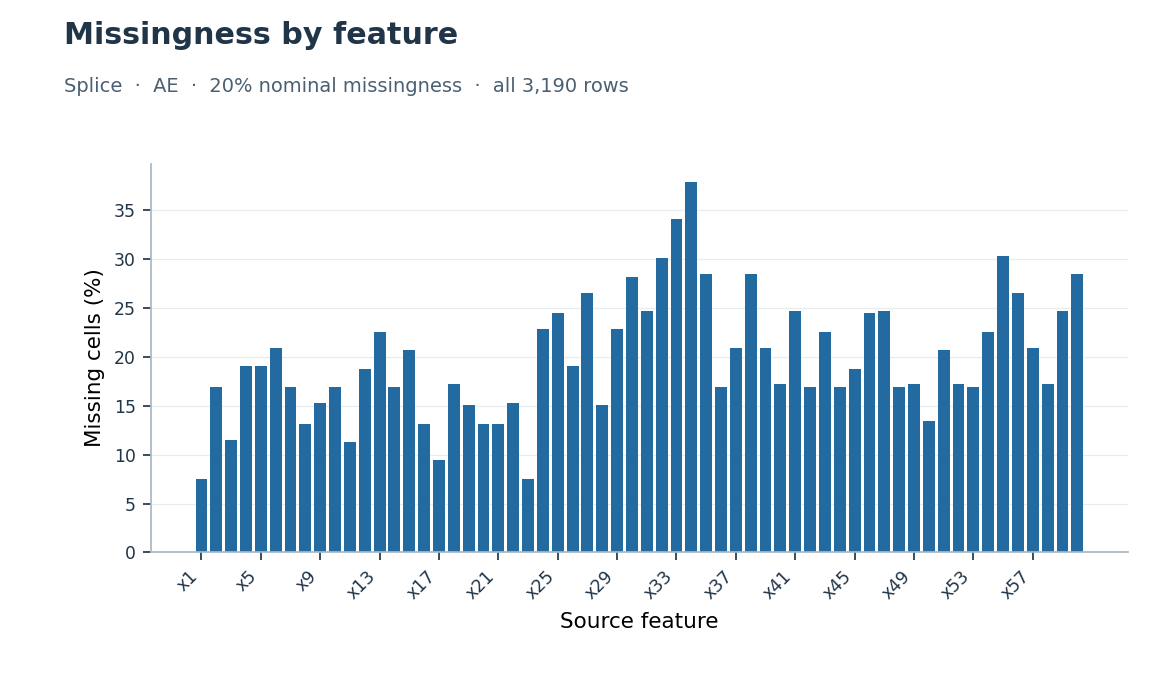 Missingness by feature
Splice · AE · 20% nominal missingness · all 3,190 rows
Missing cells (%)
35
30
25
20
15
10
5
0
x1 x5 x9 x13 x17 x21 x25 x29 x33 x37 x41 x45 x49 x53 x57
Source feature